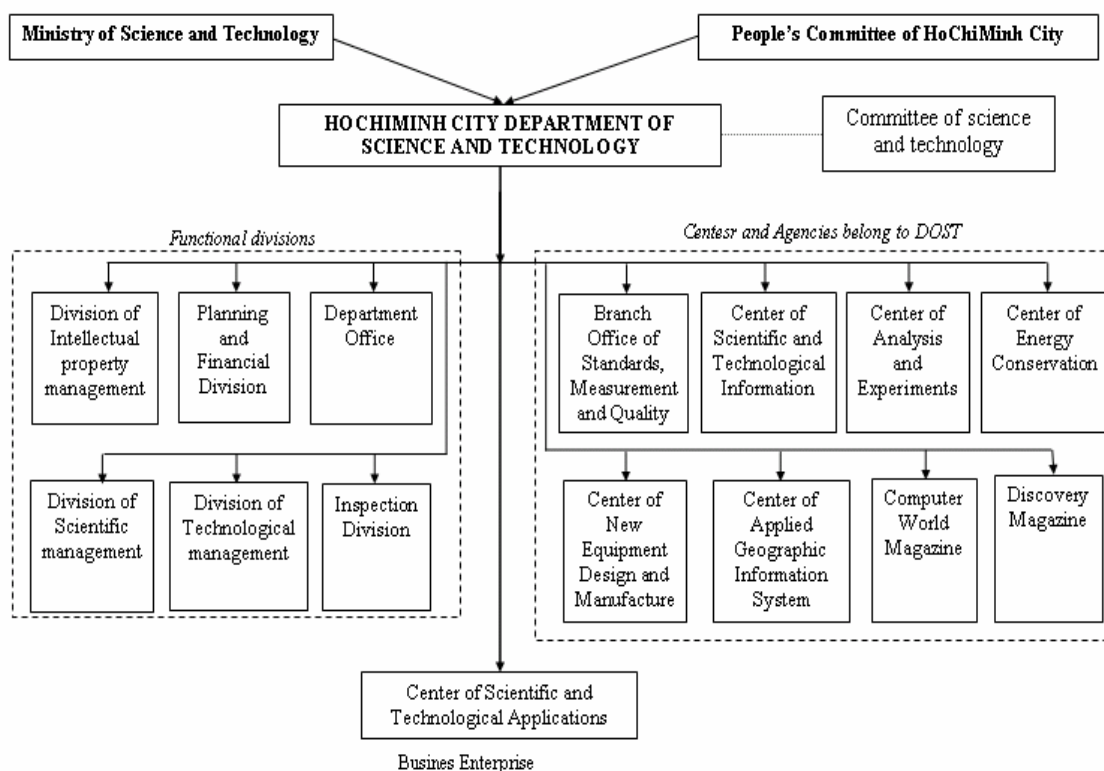 Ministry of Science and Technology
People's Committee of HoChiMinh City
HOCHIMINH CITY DEPARTMENT OF
SCIENCE AND TECHNOLOGY
Committee of science
and technology
Functional divisions
Centesr and Agencies belong to DOST
Division of
Intellectual
property
management
Planning
and
Financial
Division
Department
Office
Branch
Office of
Standards,
Measurement
and Quality
Center of
Scientific and
Technological
Information
Center of
Analysis
and
Experiments
Center of
Energy
Conservation
Division of
Scientific
management
Division of
Technological
management
Inspection
Division
Center of
New
Equipment
Design and
Manufacture
Center of
Applied
Geographic
Information
System
Computer
World
Magazine
Discovery
Magazine
Center of Scientific and
Technological Applications
Busines Enterprise